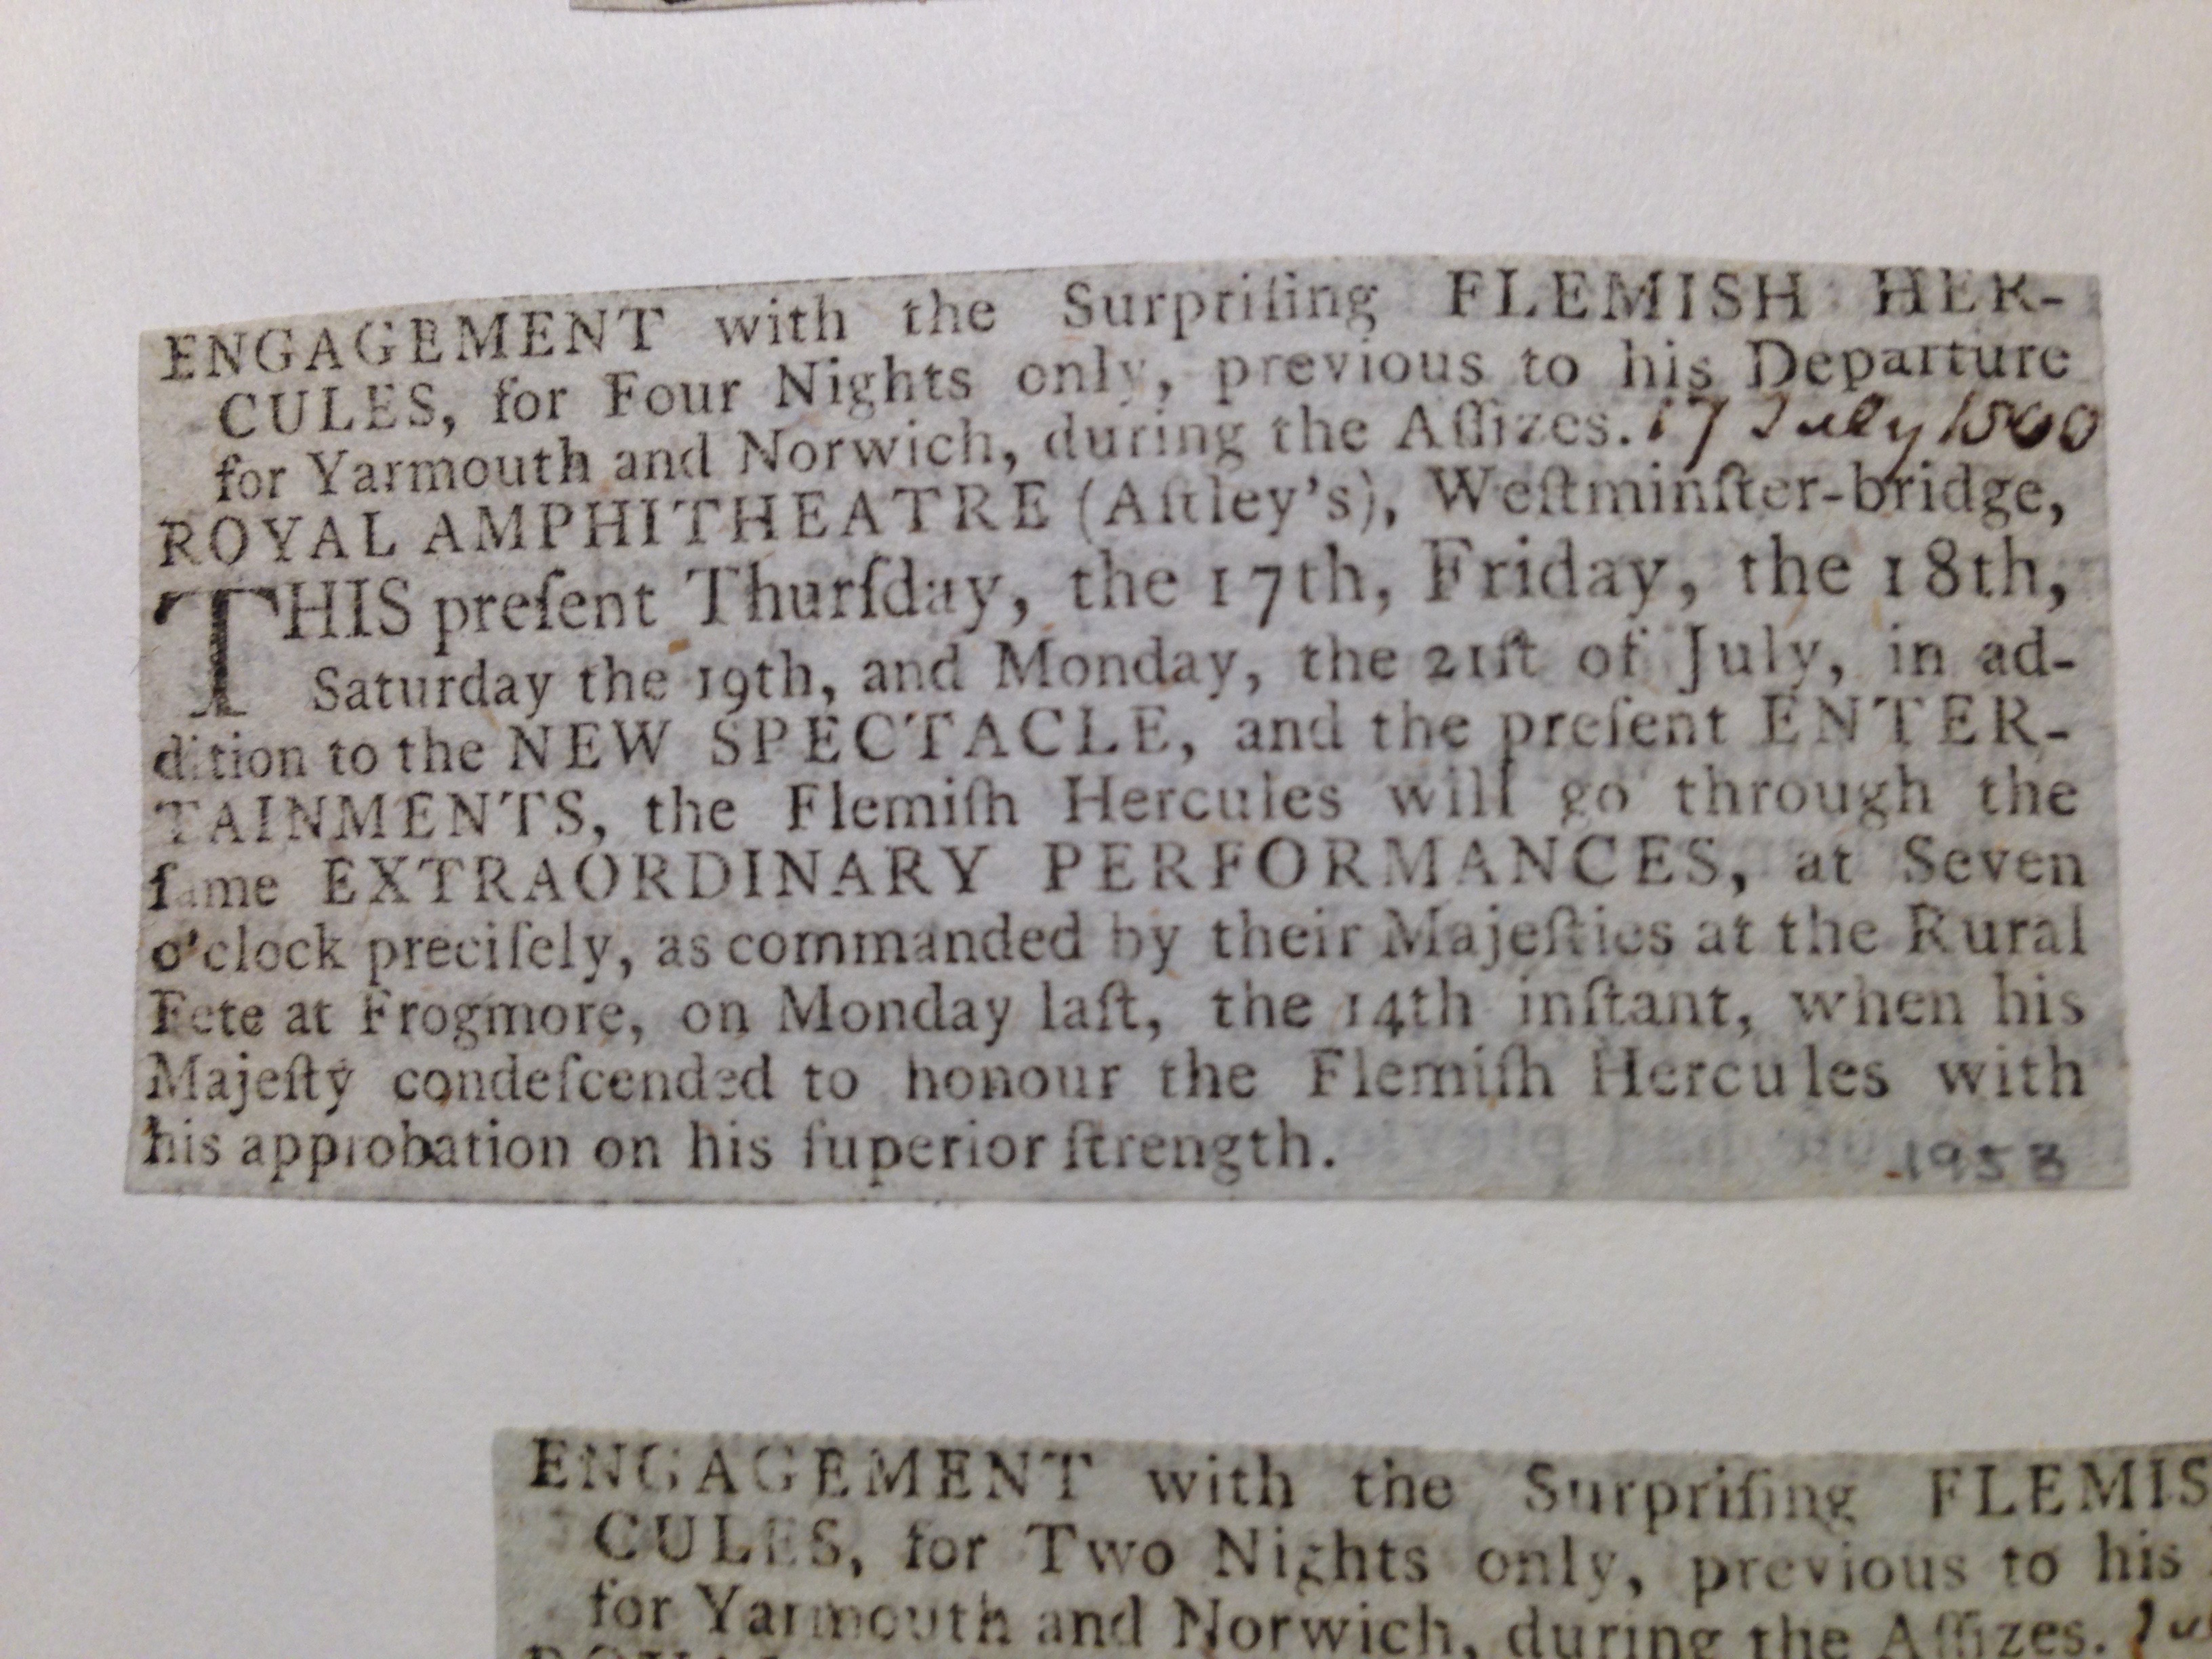 ENGAGEMENT with the Surpriſing FLEMISH HER-
CULES, for Four Nights only, previous to his Departure
for Yarmouth and Norwich, during the Aſſizes. 17 July 1800
ROYAL AMPHITHEATRE (Aſtley's), Weſtminſter-bridge,
THIS preſent Thurſday, the 17th, Friday, the 18th,
Saturday the 19th, and Monday, the 21ſt of July, in ad-
dition to the NEW SPECTACLE, and the preſent ENTER-
TAINMENTS, the Flemiſh Hercules will go through the
ſame EXTRAORDINARY PERFORMANCES, at Seven
o'clock preciſely, as commanded by their Majeſties at the Rural
Fete at Frogmore, on Monday laſt, the 14th inſtant, when his
Majeſty condeſcended to honour the Flemiſh Hercules with
his approbation on his ſuperior ſtrength.
1958
ENGAGEMENT with the Surpriſing FLEMIS
CULES, for Two Nights only, previous to his
for Yarmouth and Norwich, during the Aſſizes.